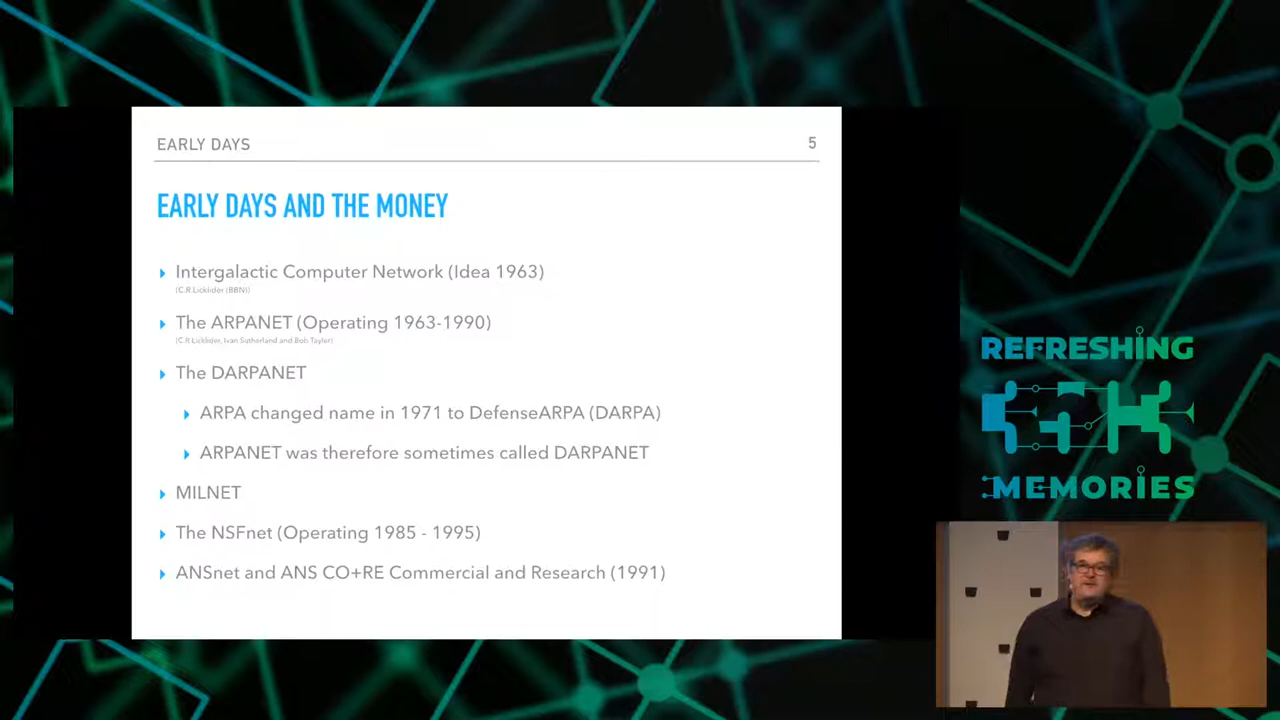 EARLY DAYS
5
EARLY DAYS AND THE MONEY
Intergalactic Computer Network (Idea 1963)
(C.R.Licklider (BBN))
The ARPANET (Operating 1963-1990)
(C.R.Licklider, Ivan Sutherland and Bob Taylor)
The DARPANET
ARPA changed name in 1971 to DefenseARPA (DARPA)
ARPANET was therefore sometimes called DARPANET
MILNET
The NSFnet (Operating 1985 - 1995)
ANSnet and ANS CO+RE Commercial and Research (1991)
REFRESHING
MEMORIES